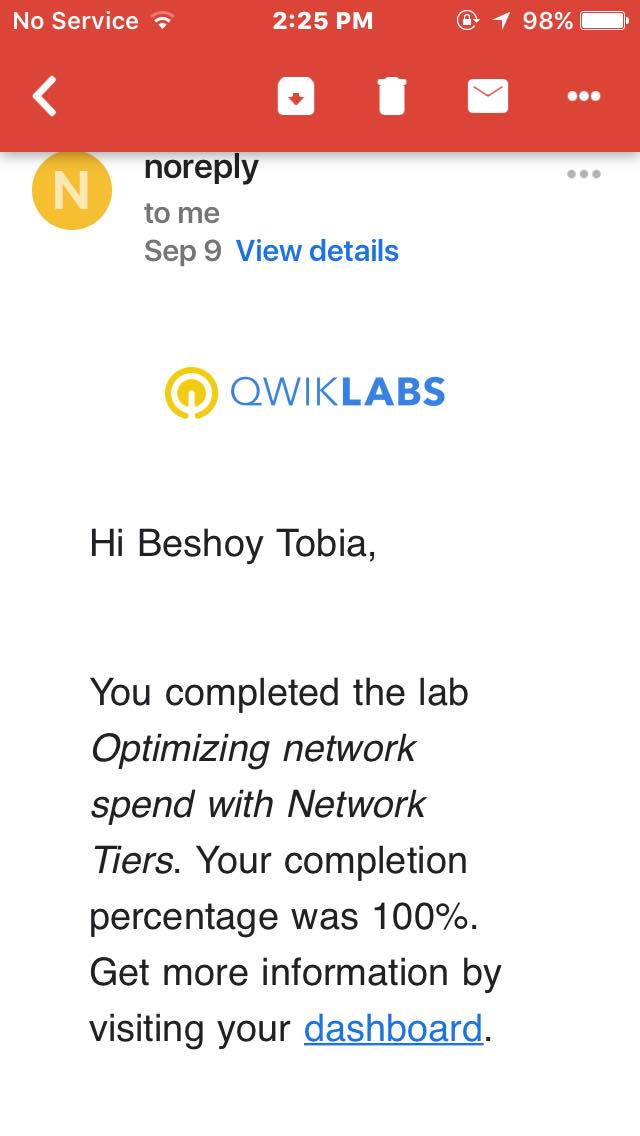 No Service 2:25 PM 98%
N
noreply
to me
Sep 9 View details
QWIKLABS
Hi Beshoy Tobia,
You completed the lab
Optimizing network
spend with Network
Tiers. Your completion
percentage was 100%.
Get more information by
visiting your dashboard.